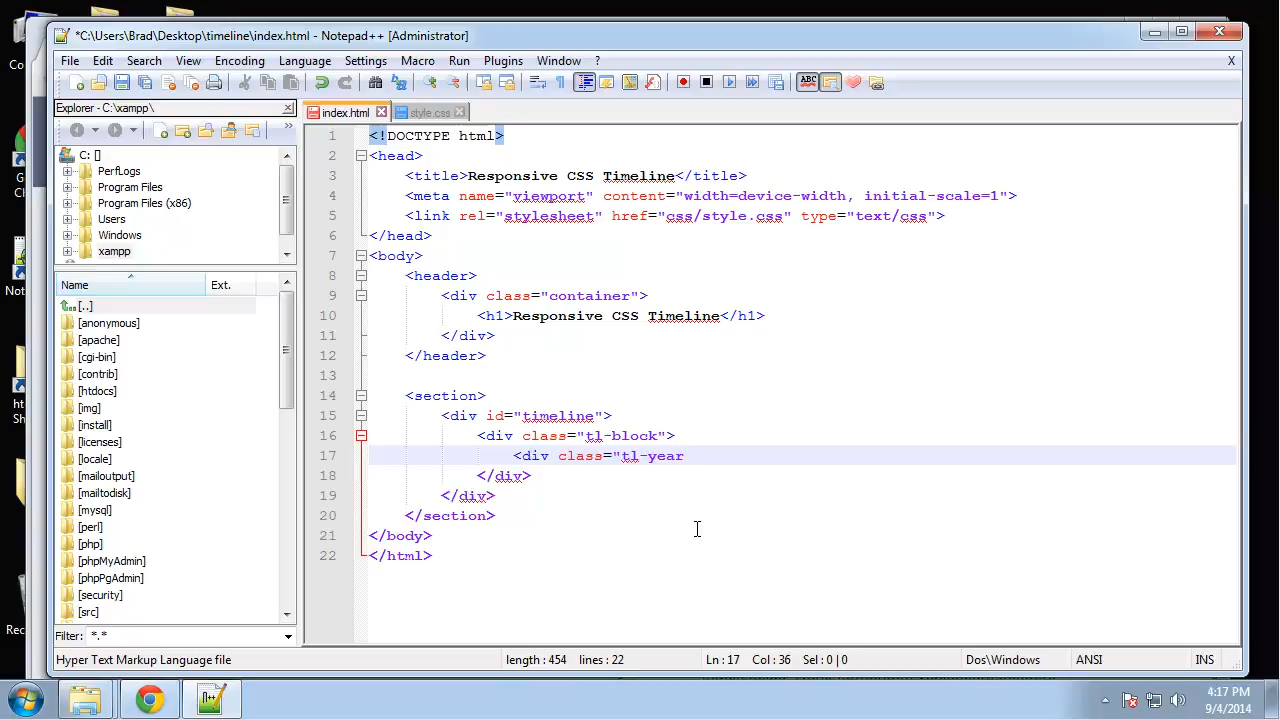 *C:\Users\Brad\Desktop\timeline\index.html - Notepad++ [Administrator]
File Edit Search View Encoding Language Settings Macro Run Plugins Window ? X
Explorer - C:\xampp\
index.html style.css
C: []
PerfLogs
Program Files
Program Files (x86)
Users
Windows
xampp
Name Ext.
[..]
[anonymous]
[apache]
[cgi-bin]
[contrib]
[htdocs]
[img]
[install]
[licenses]
[locale]
[mailoutput]
[mailtodisk]
[mysql]
[perl]
[php]
[phpMyAdmin]
[phpPgAdmin]
[security]
[src]
Filter: *.*
1 <!DOCTYPE html>
2 <head>
3 <title>Responsive CSS Timeline</title>
4 <meta name="viewport" content="width=device-width, initial-scale=1">
5 <link rel="stylesheet" href="css/style.css" type="text/css">
6 </head>
7 <body>
8 <header>
9 <div class="container">
10 <h1>Responsive CSS Timeline</h1>
11 </div>
12 </header>
13
14 <section>
15 <div id="timeline">
16 <div class="tl-block">
17 <div class="tl-year
18 </div>
19 </div>
20 </section>
21 </body>
22 </html>
Hyper Text Markup Language file length : 454 lines : 22 Ln : 17 Col : 36 Sel : 0 | 0 Dos\Windows ANSI INS
4:17 PM
9/4/2014